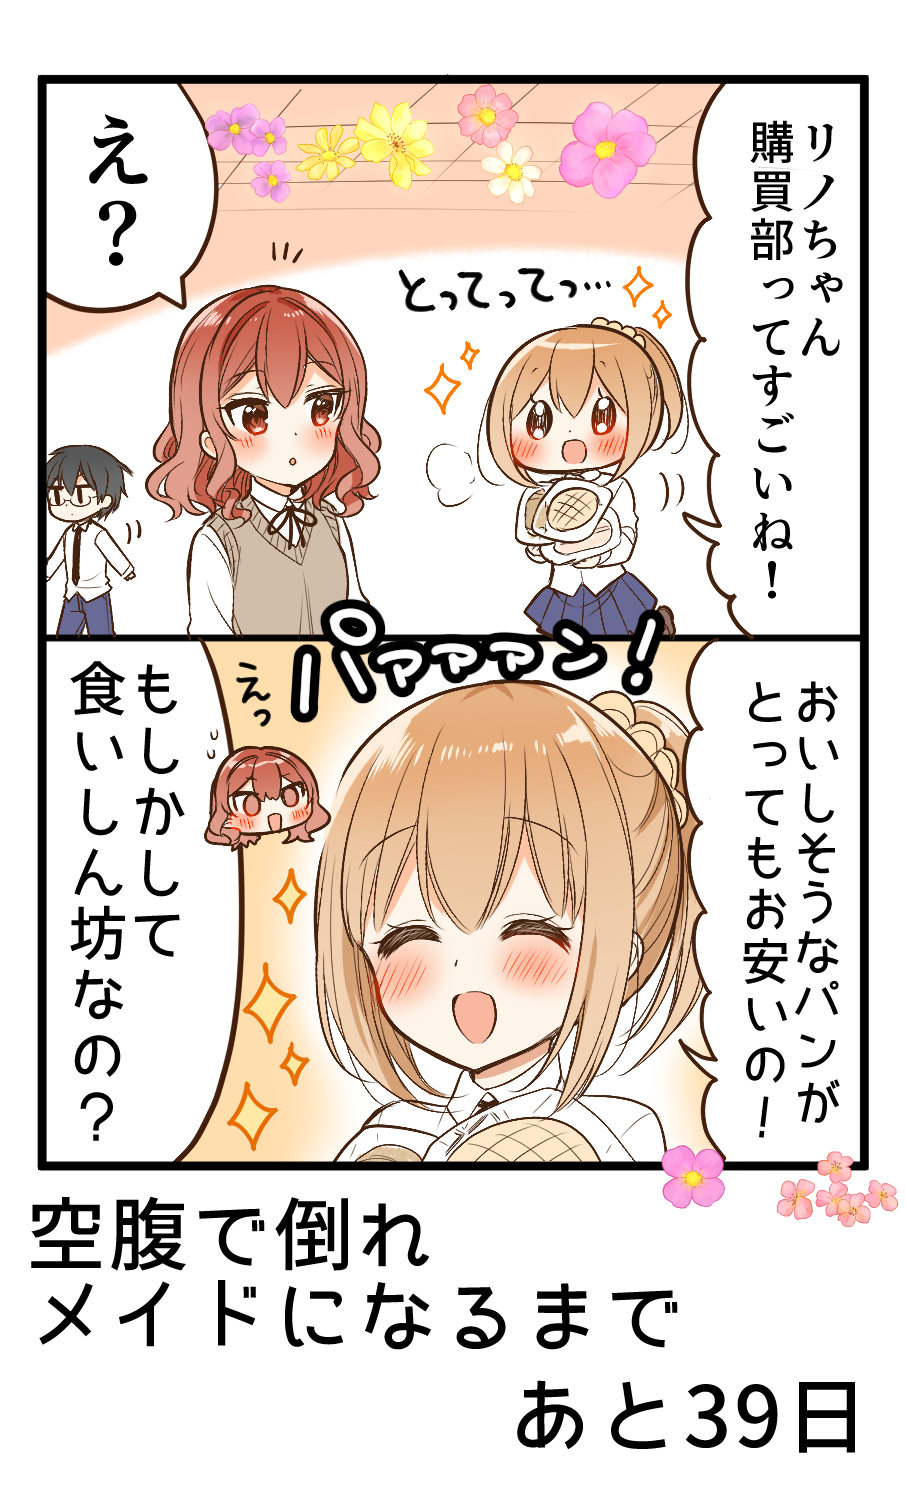 リノちゃん
購買部ってすごいね！
とってってってっ…
え？
おいしそうなパンが
とってもお安いの！
パァァァン！
えっ
もしかして
食いしん坊なの？
空腹で倒れ
メイドになるまで
あと39日